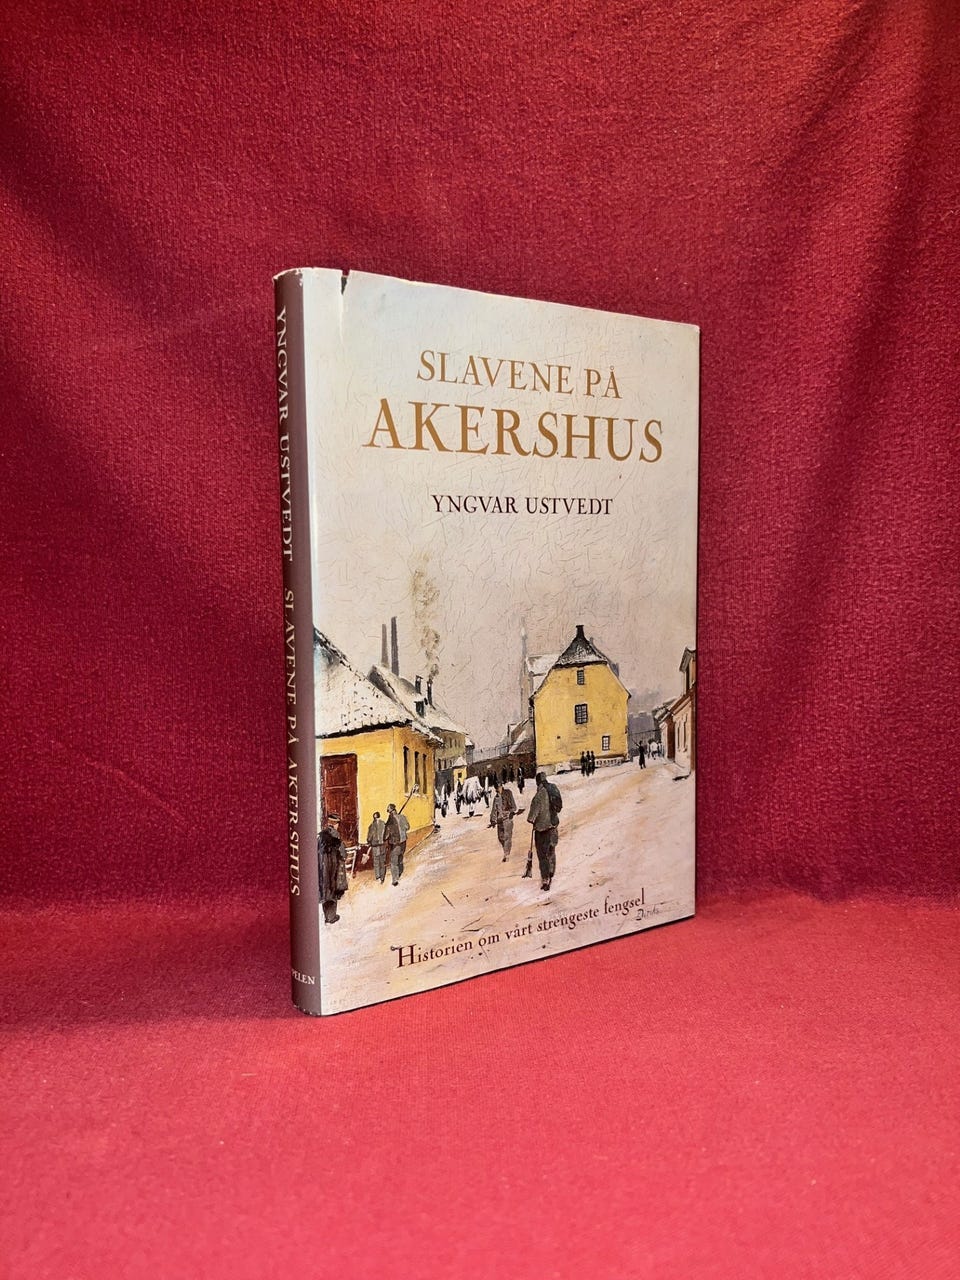 SLAVENE PÅ
AKERSHUS
YNGVAR USTVEDT
Historien om vårt strengeste fengsel
YNGVAR USTVEDT SLAVENE PÅ AKERSHUS